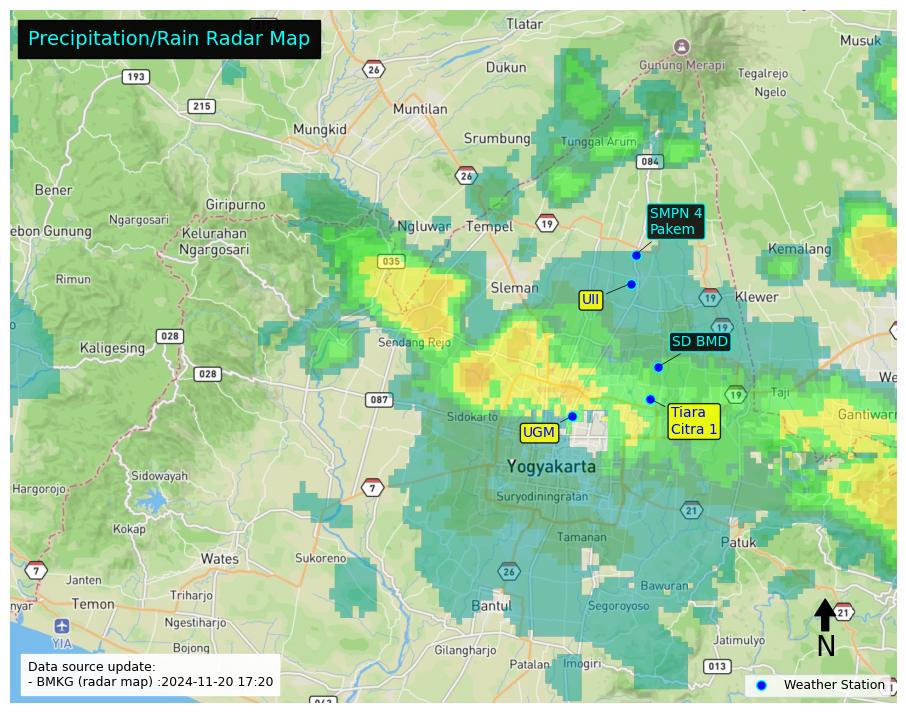 Precipitation/Rain Radar Map
Tlatar
Musuk
Gunung Merapi
Dukun
26
193
Tegalrejo
Ngelo
215
Muntilan
Mungkid
Srumbung
Tunggal Arum
084
26
Bener
Giripurno
SMPN 4
Pakem
Ngargosari
Ngluwar
Tempel
19
ebon Gunung
Kelurahan
Ngargosari
Kemalang
035
Rimun
Sleman
UII
19
Klewer
19
028
Kaligesing
Sendang Rejo
SD BMD
028
We
087
19
Taji
Sidokarto
Tiara
Citra 1
Gantiwarn
UGM
Yogyakarta
Sidowayah
7
Hargorojo
Suryodiningratan
21
Kokap
Tamanan
Patuk
Wates
Sukoreno
7
26
Janten
Bawuran
Triharjo
nyar
Temon
Bantul
Segoroyoso
21
Ngestiharjo
YIA
Jatimulyo
N
Bojong
Gilangharjo
Patalan
Imogiri
013
Data source update:
- BMKG (radar map) :2024-11-20 17:20
Weather Station